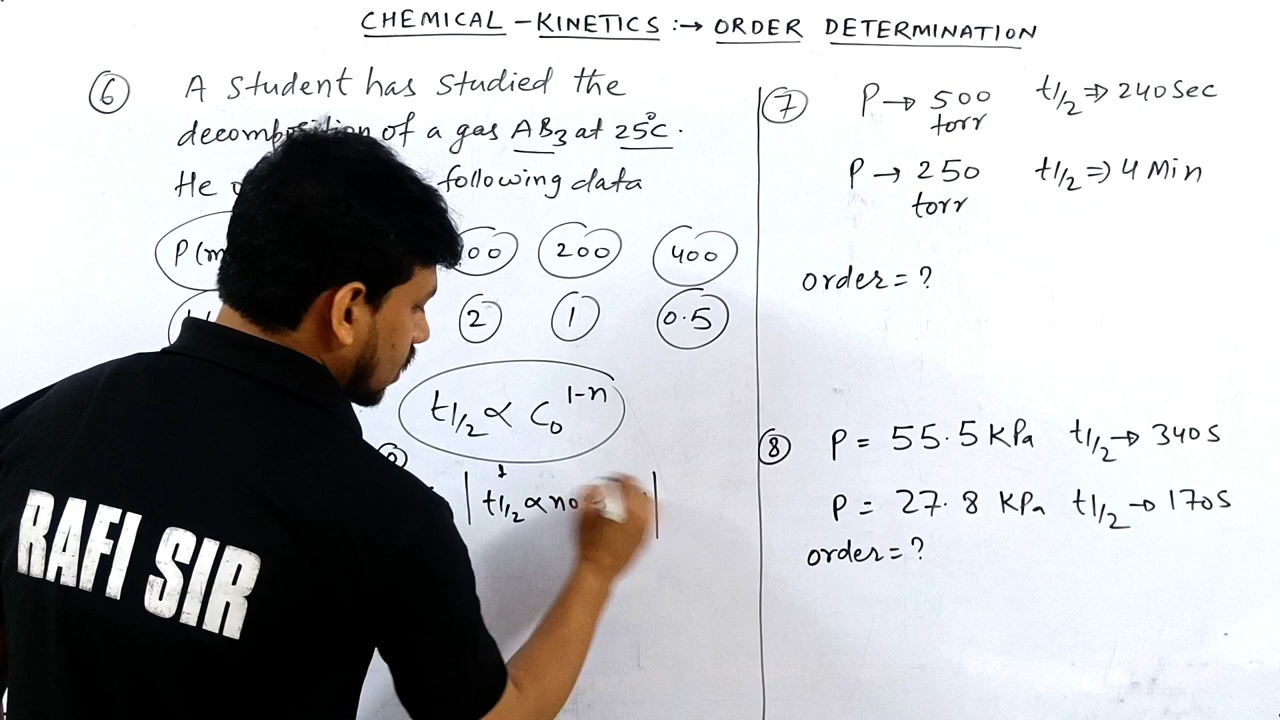 CHEMICAL - KINETICS :→ ORDER DETERMINATION
⑥ A student has studied the
of a gas AB₃ at 25°C.
He following data
P(m 00 200 400
2 1 0.5
t1/2 ∝ C₀^1-n
t1/2 ∝ no
⑦ P → 500 torr t1/2 ⇒ 240 Sec
P → 250 torr t1/2 ⇒ 4 Min
order = ?
⑧ P = 55.5 KPa t1/2 → 340 s
P = 27.8 KPa t1/2 → 170 s
order = ?
RAFI SIR